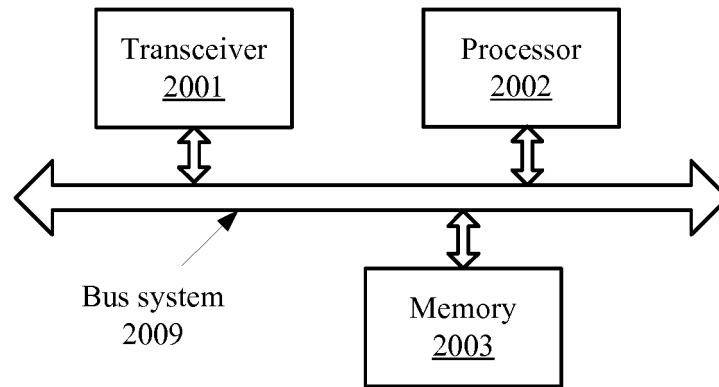 Transceiver
2001
Processor
2002
Bus system
2009
Memory
2003